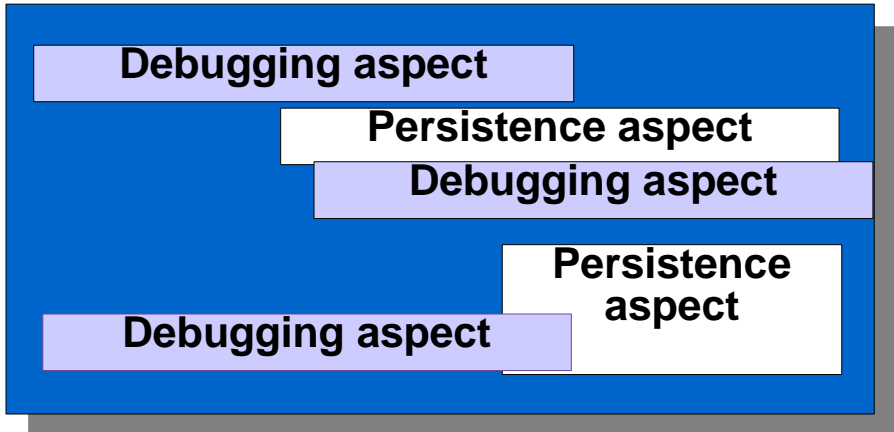 Debugging aspect
Persistence aspect
Debugging aspect
Persistence
aspect
Debugging aspect